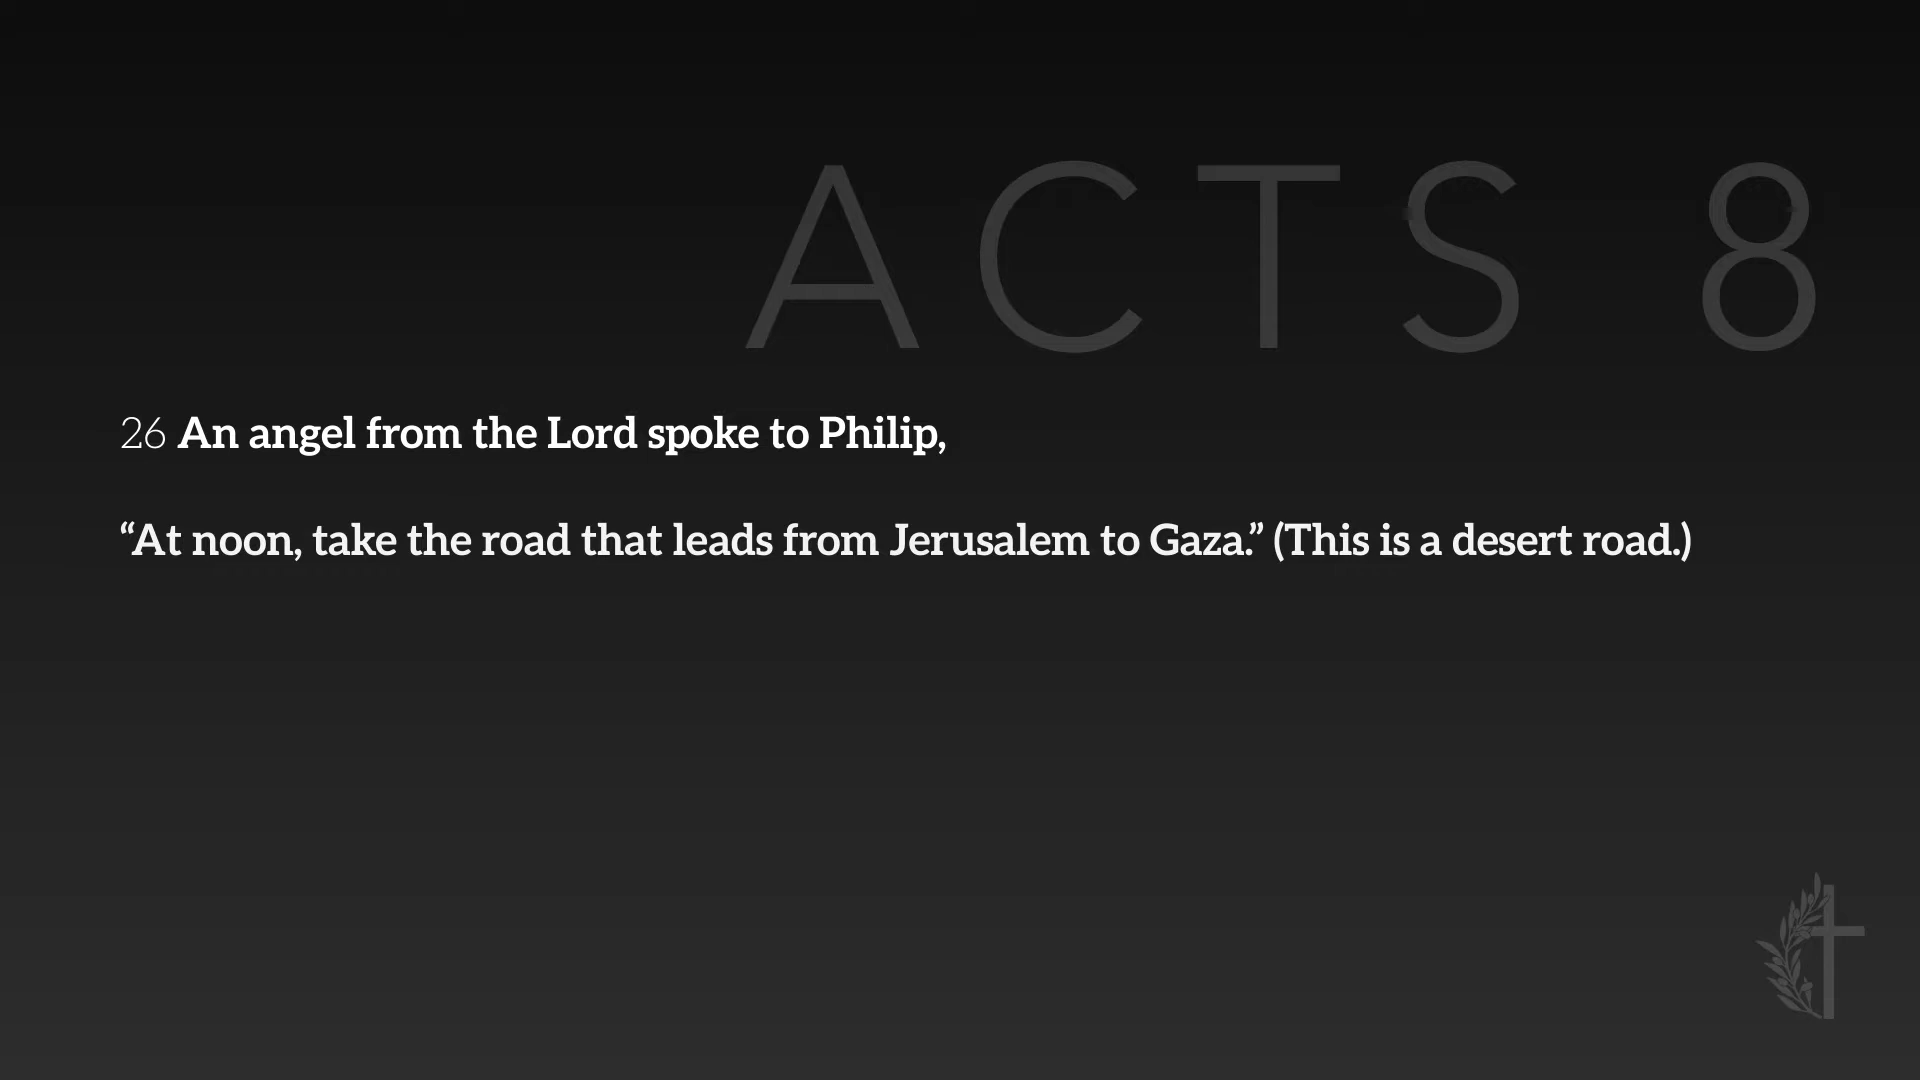 ACTS 8
26 An angel from the Lord spoke to Philip,
“At noon, take the road that leads from Jerusalem to Gaza.” (This is a desert road.)